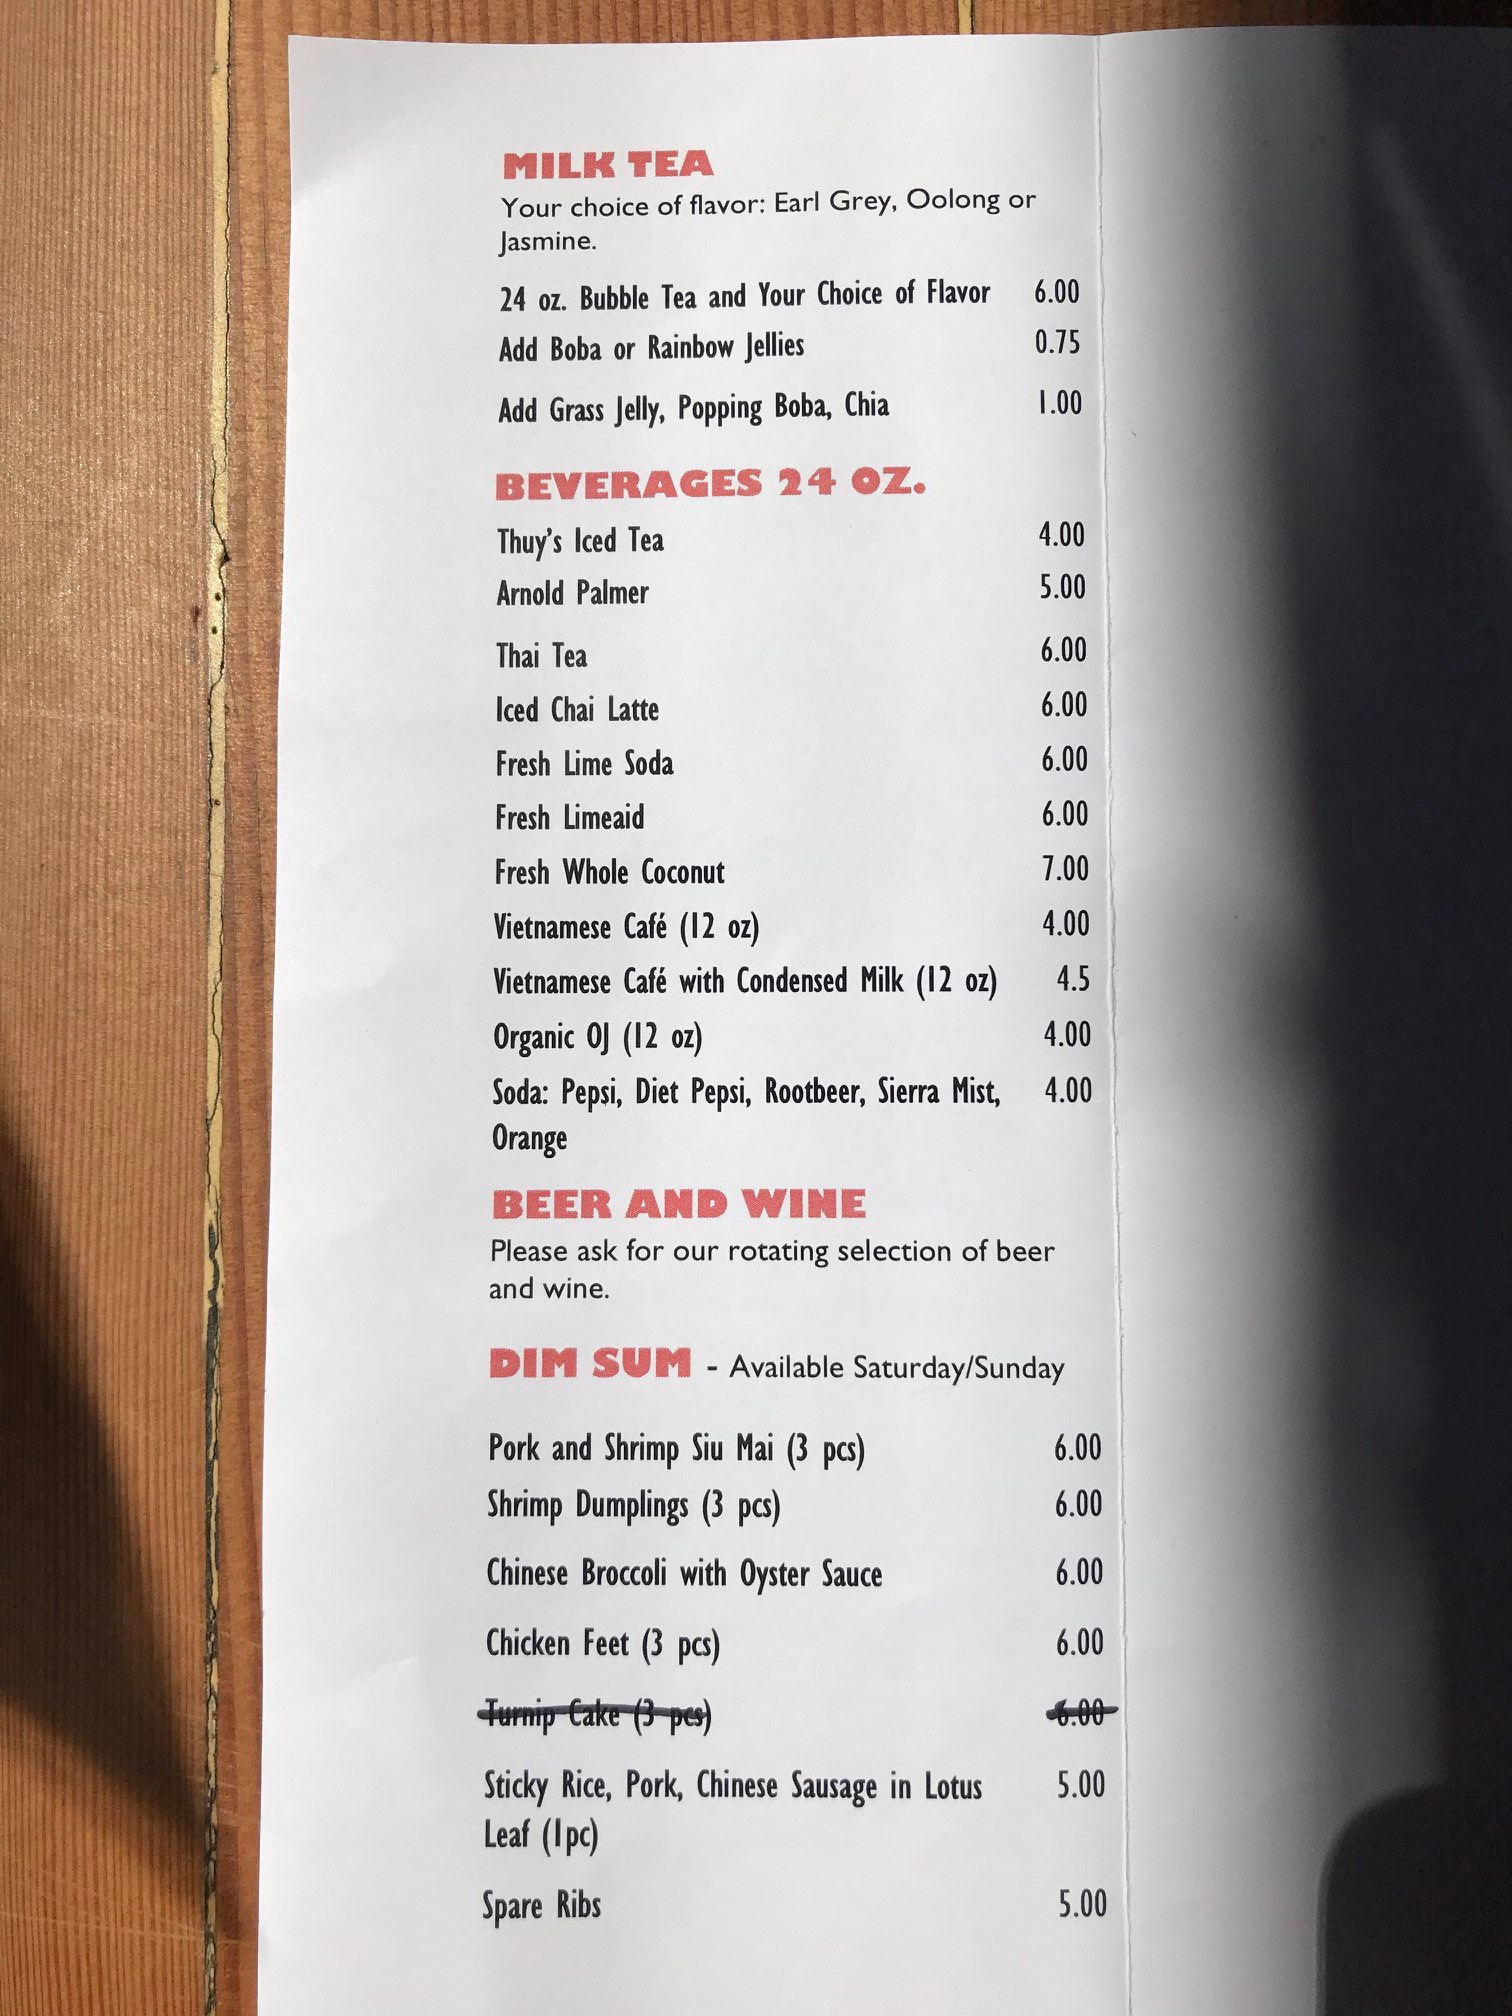 MILK TEA
Your choice of flavor: Earl Grey, Oolong or
Jasmine.
24 oz. Bubble Tea and Your Choice of Flavor 6.00
Add Boba or Rainbow Jellies 0.75
Add Grass Jelly, Popping Boba, Chia 1.00
BEVERAGES 24 OZ.
Thuy's Iced Tea 4.00
Arnold Palmer 5.00
Thai Tea 6.00
Iced Chai Latte 6.00
Fresh Lime Soda 6.00
Fresh Limeaid 6.00
Fresh Whole Coconut 7.00
Vietnamese Café (12 oz) 4.00
Vietnamese Café with Condensed Milk (12 oz) 4.5
Organic OJ (12 oz) 4.00
Soda: Pepsi, Diet Pepsi, Rootbeer, Sierra Mist, 4.00
Orange
BEER AND WINE
Please ask for our rotating selection of beer
and wine.
DIM SUM - Available Saturday/Sunday
Pork and Shrimp Siu Mai (3 pcs) 6.00
Shrimp Dumplings (3 pcs) 6.00
Chinese Broccoli with Oyster Sauce 6.00
Chicken Feet (3 pcs) 6.00
Turnip Cake (3 pcs) 6.00
Sticky Rice, Pork, Chinese Sausage in Lotus 5.00
Leaf (1pc)
Spare Ribs 5.00